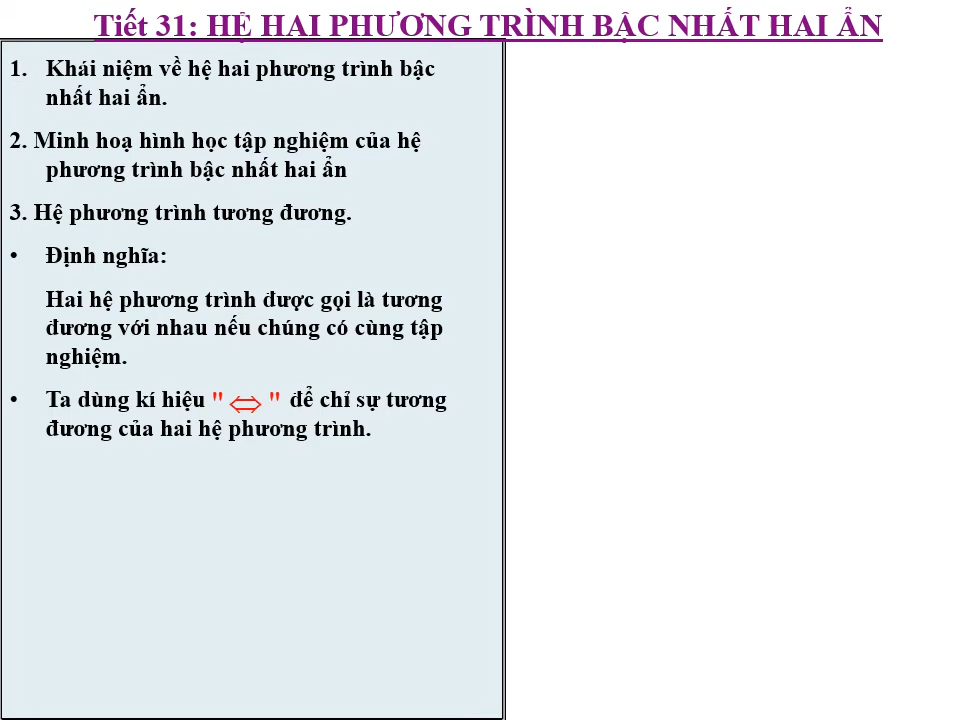 Tiết 31: HỆ HAI PHƯƠNG TRÌNH BẬC NHẤT HAI ẨN
1. Khái niệm về hệ hai phương trình bậc
nhất hai ẩn.
2. Minh hoạ hình học tập nghiệm của hệ
phương trình bậc nhất hai ẩn
3. Hệ phương trình tương đương.
• Định nghĩa:
Hai hệ phương trình được gọi là tương
đương với nhau nếu chúng có cùng tập
nghiệm.
• Ta dùng kí hiệu " ⇔ " để chỉ sự tương
đương của hai hệ phương trình.